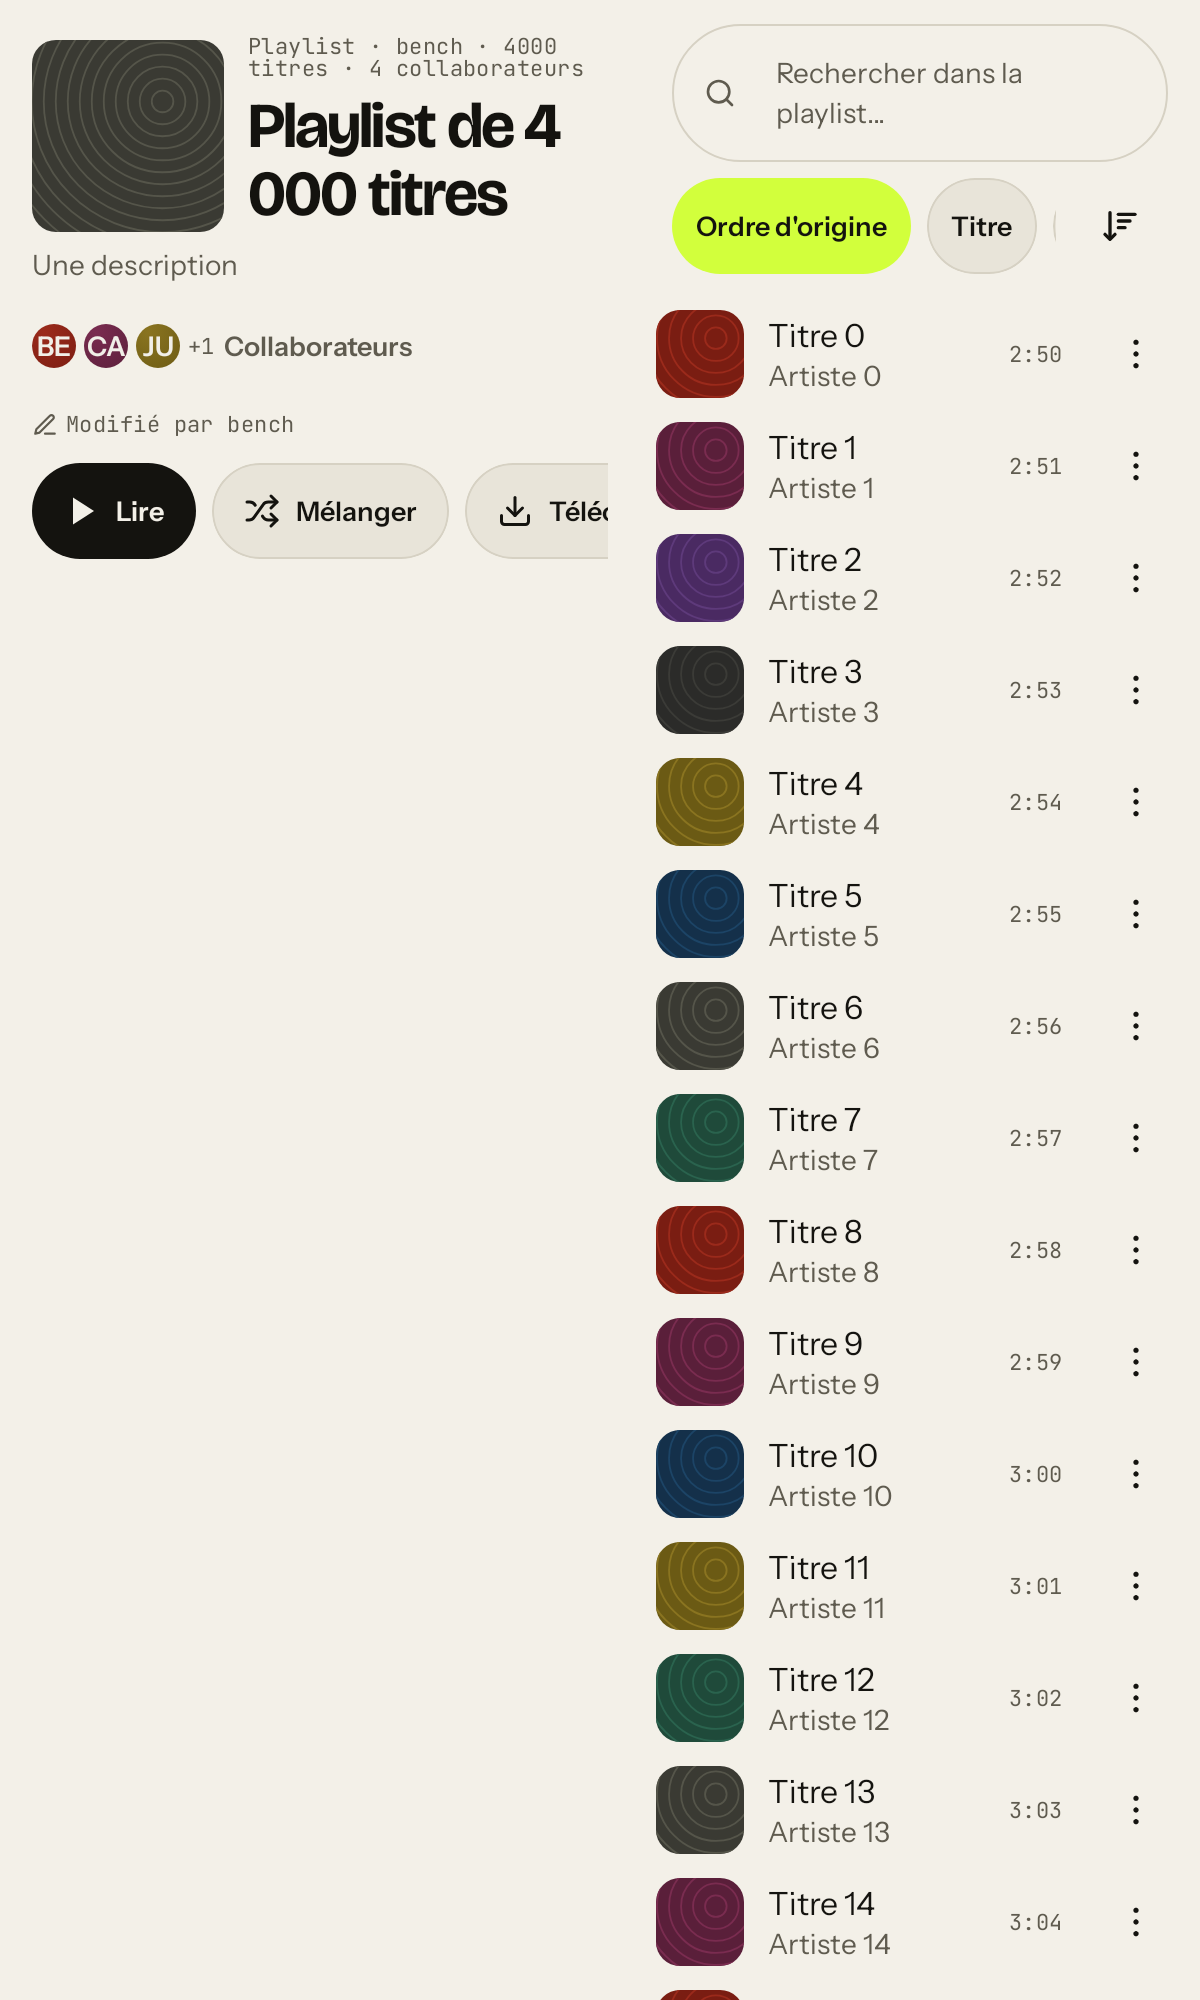 Playlist · bench · 4000
titres · 4 collaborateurs
Playlist de 4
000 titres
Une description
BE CA JU +1 Collaborateurs
Modifié par bench
Lire Mélanger Téléc
Rechercher dans la
playlist...
Ordre d'origine Titre
Titre 0
Artiste 0
2:50
Titre 1
Artiste 1
2:51
Titre 2
Artiste 2
2:52
Titre 3
Artiste 3
2:53
Titre 4
Artiste 4
2:54
Titre 5
Artiste 5
2:55
Titre 6
Artiste 6
2:56
Titre 7
Artiste 7
2:57
Titre 8
Artiste 8
2:58
Titre 9
Artiste 9
2:59
Titre 10
Artiste 10
3:00
Titre 11
Artiste 11
3:01
Titre 12
Artiste 12
3:02
Titre 13
Artiste 13
3:03
Titre 14
Artiste 14
3:04